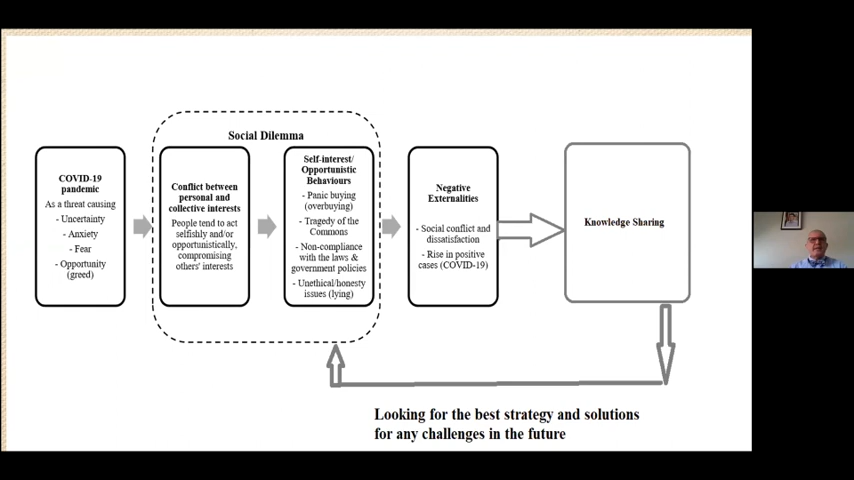 Social Dilemma
COVID-19
pandemic
As a threat causing
- Uncertainty
- Anxiety
- Fear
- Opportunity
(greed)
Conflict between
personal and
collective interests
People tend to act
selfishly and/or
opportunistically,
compromising
others' interests
Self-interest/
Opportunistic
Behaviours
- Panic buying
(overbuying)
- Tragedy of the
Commons
- Non-compliance
with the laws &
government policies
- Unethical/honesty
issues (lying)
Negative
Externalities
- Social conflict and
dissatisfaction
- Rise in positive
cases (COVID-19)
Knowledge Sharing
Looking for the best strategy and solutions
for any challenges in the future